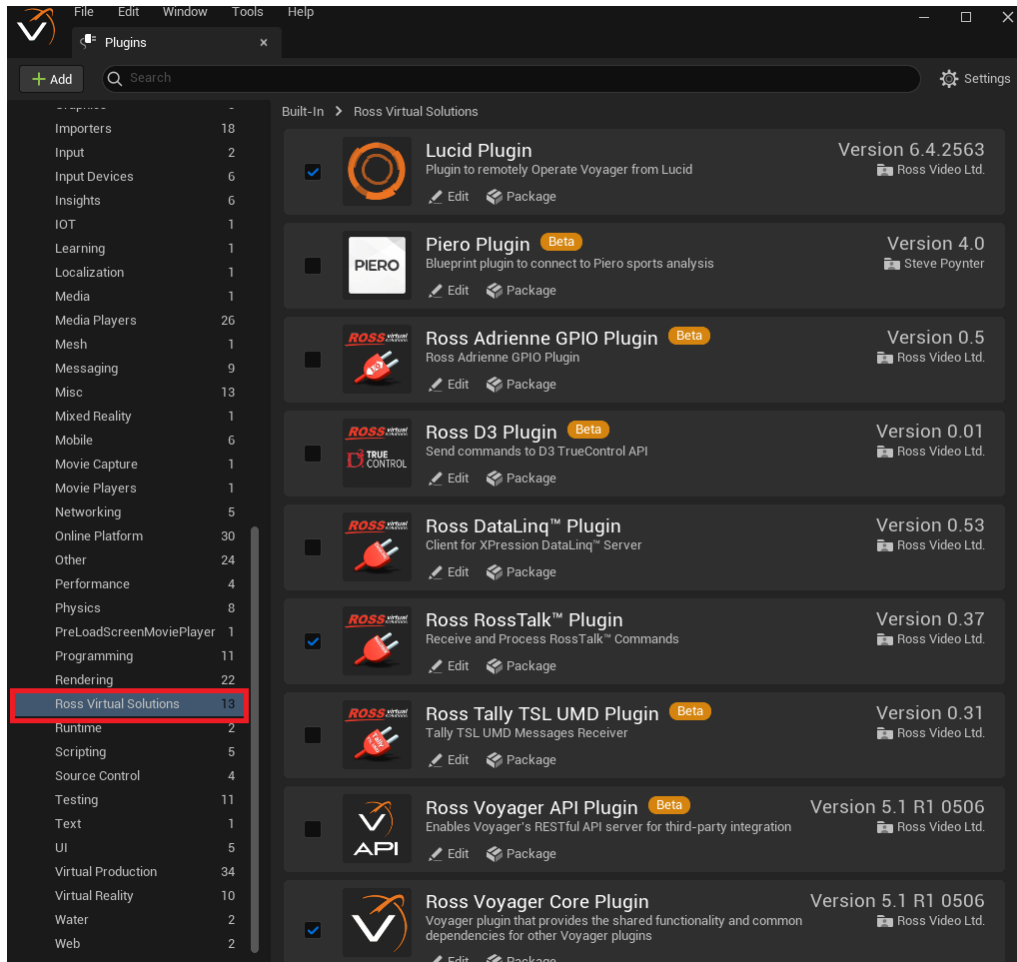 File Edit Window Tools Help
Plugins
Add Search Settings
Graphics
Importers 18
Input 2
Input Devices 6
Insights 6
IOT 1
Learning 1
Localization 1
Media 1
Media Players 26
Mesh 1
Messaging 9
Misc 13
Mixed Reality 1
Mobile 6
Movie Capture 1
Movie Players 1
Networking 5
Online Platform 30
Other 24
Performance 4
Physics 8
PreLoadScreenMoviePlayer 1
Programming 11
Rendering 22
Ross Virtual Solutions 13
Runtime 2
Scripting 5
Source Control 4
Testing 11
Text 1
UI 5
Virtual Production 34
Virtual Reality 10
Water 2
Web 2
Built-In > Ross Virtual Solutions
Lucid Plugin Version 6.4.2563
Plugin to remotely Operate Voyager from Lucid Ross Video Ltd.
Edit Package
PIERO
Piero Plugin Beta Version 4.0
Blueprint plugin to connect to Piero sports analysis Steve Poynter
Edit Package
ROSS virtual
Ross Adrienne GPIO Plugin Beta Version 0.5
Ross Adrienne GPIO Plugin Ross Video Ltd.
Edit Package
ROSS virtual
D3 TRUE CONTROL
Ross D3 Plugin Beta Version 0.01
Send commands to D3 TrueControl API Ross Video Ltd.
Edit Package
ROSS virtual
Ross DataLinq™ Plugin Version 0.53
Client for XPression DataLinq™ Server Ross Video Ltd.
Edit Package
ROSS virtual
Ross RossTalk™ Plugin Version 0.37
Receive and Process RossTalk™ Commands Ross Video Ltd.
Edit Package
ROSS virtual
Tally
Ross Tally TSL UMD Plugin Beta Version 0.31
Tally TSL UMD Messages Receiver Ross Video Ltd.
Edit Package
API
Ross Voyager API Plugin Beta Version 5.1 R1 0506
Enables Voyager's RESTful API server for third-party integration Ross Video Ltd.
Edit Package
Ross Voyager Core Plugin Version 5.1 R1 0506
Voyager plugin that provides the shared functionality and common Ross Video Ltd.
dependencies for other Voyager plugins
Edit Package